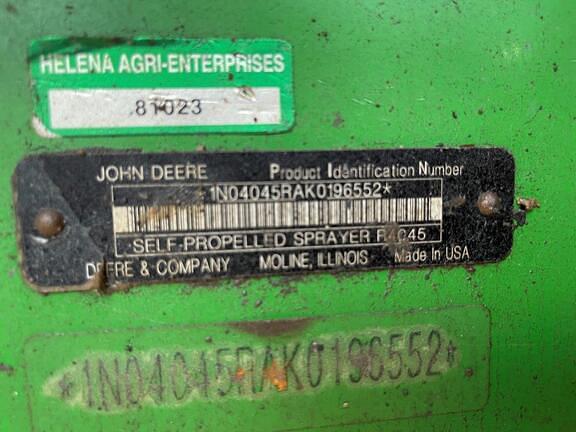 HELENA AGRI-ENTERPRISES
81023
JOHN DEERE Product Identification Number
1N04045RAK0196552*
SELF-PROPELLED SPRAYER R4045
DEERE & COMPANY MOLINE, ILLINOIS Made In USA
*1N04045RAK0196552*